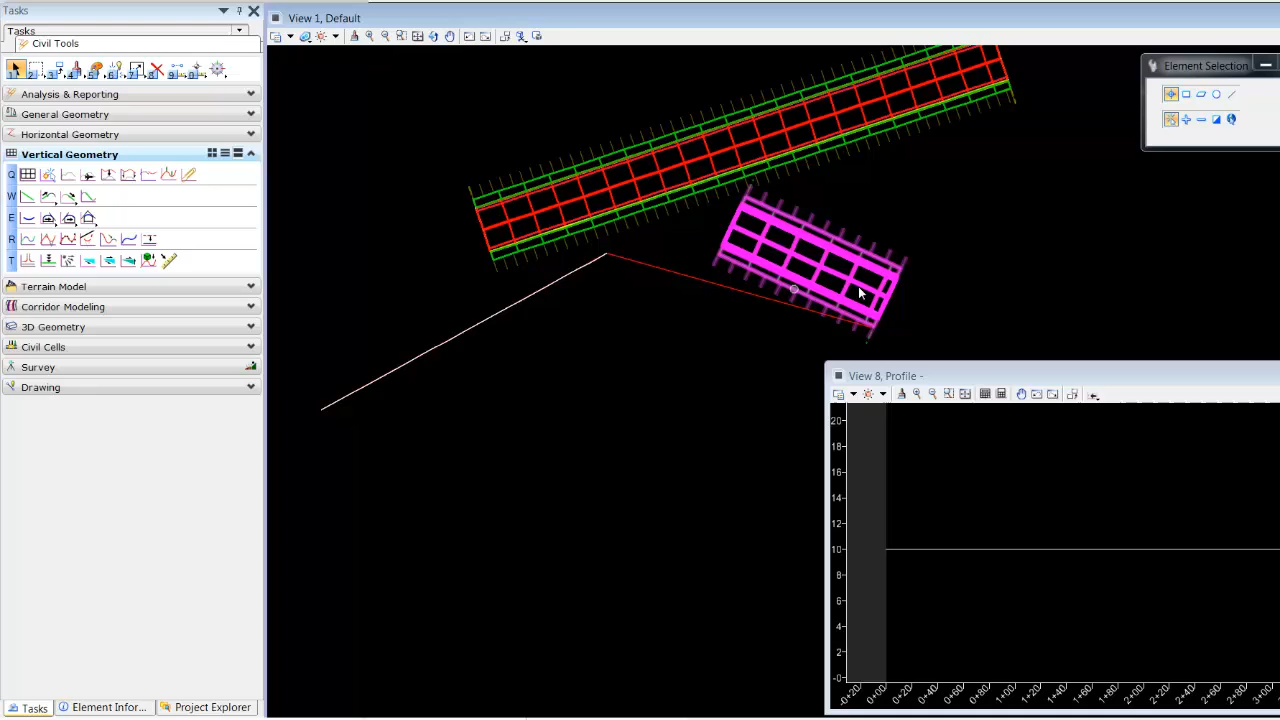 Tasks
Tasks
Civil Tools
Analysis & Reporting
General Geometry
Horizontal Geometry
Vertical Geometry
Q
W
E
R
T
Terrain Model
Corridor Modeling
3D Geometry
Civil Cells
Survey
Drawing
Tasks
Element Infor...
Project Explorer
View 1, Default
Element Selection
View 8, Profile -
20
18
16
14
12
10
8
6
4
2
-0
-0+20
0+00
0+20
0+40
0+60
0+80
1+00
1+20
1+40
1+60
1+80
2+00
2+20
2+40
2+60
2+80
3+00